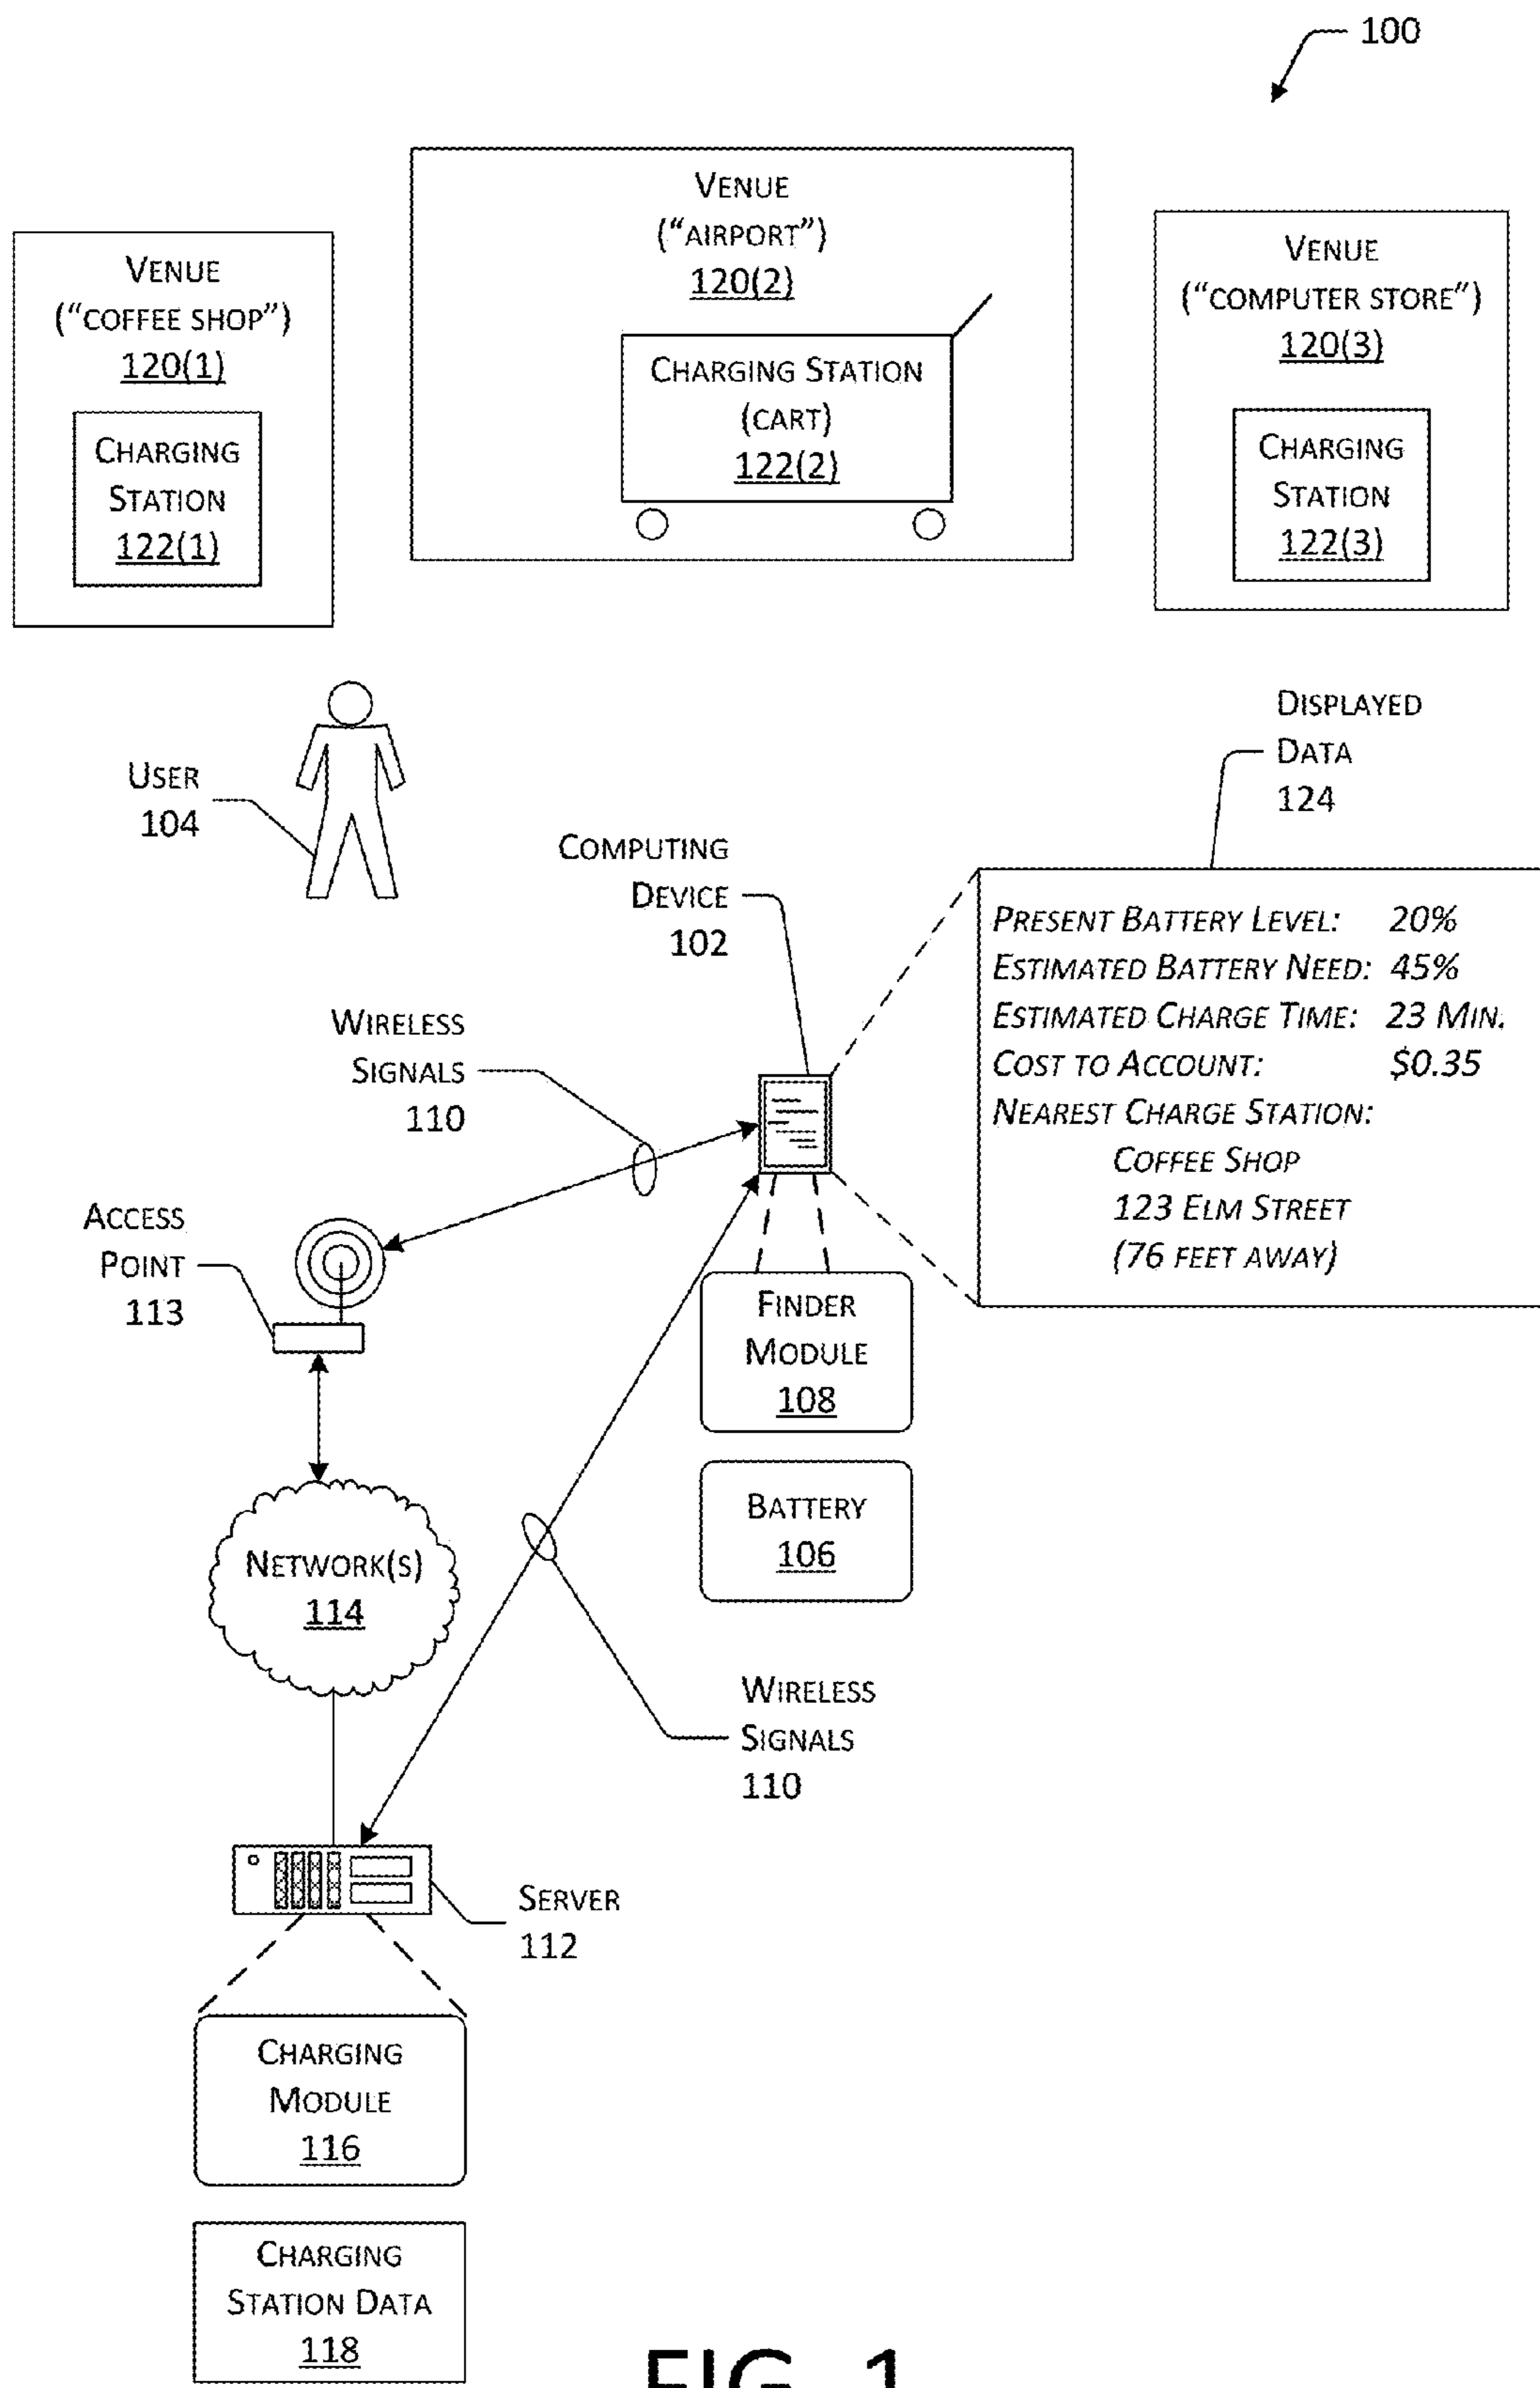 100
VENUE
("AIRPORT")
120(2)
CHARGING STATION
(CART)
122(2)
VENUE
("COFFEE SHOP")
120(1)
CHARGING
STATION
122(1)
VENUE
("COMPUTER STORE")
120(3)
CHARGING
STATION
122(3)
USER
104
DISPLAYED
DATA
124
COMPUTING
DEVICE
102
PRESENT BATTERY LEVEL: 20%
ESTIMATED BATTERY NEED: 45%
ESTIMATED CHARGE TIME: 23 MIN.
COST TO ACCOUNT: $0.35
NEAREST CHARGE STATION:
COFFEE SHOP
123 ELM STREET
(76 FEET AWAY)
WIRELESS
SIGNALS
110
ACCESS
POINT
113
FINDER
MODULE
108
BATTERY
106
NETWORK(S)
114
WIRELESS
SIGNALS
110
SERVER
112
CHARGING
MODULE
116
CHARGING
STATION DATA
118
FIG. 1